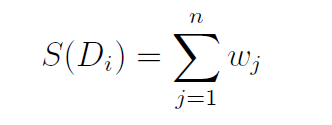 S(D_i) = \sum_{j=1}^{n} w_j